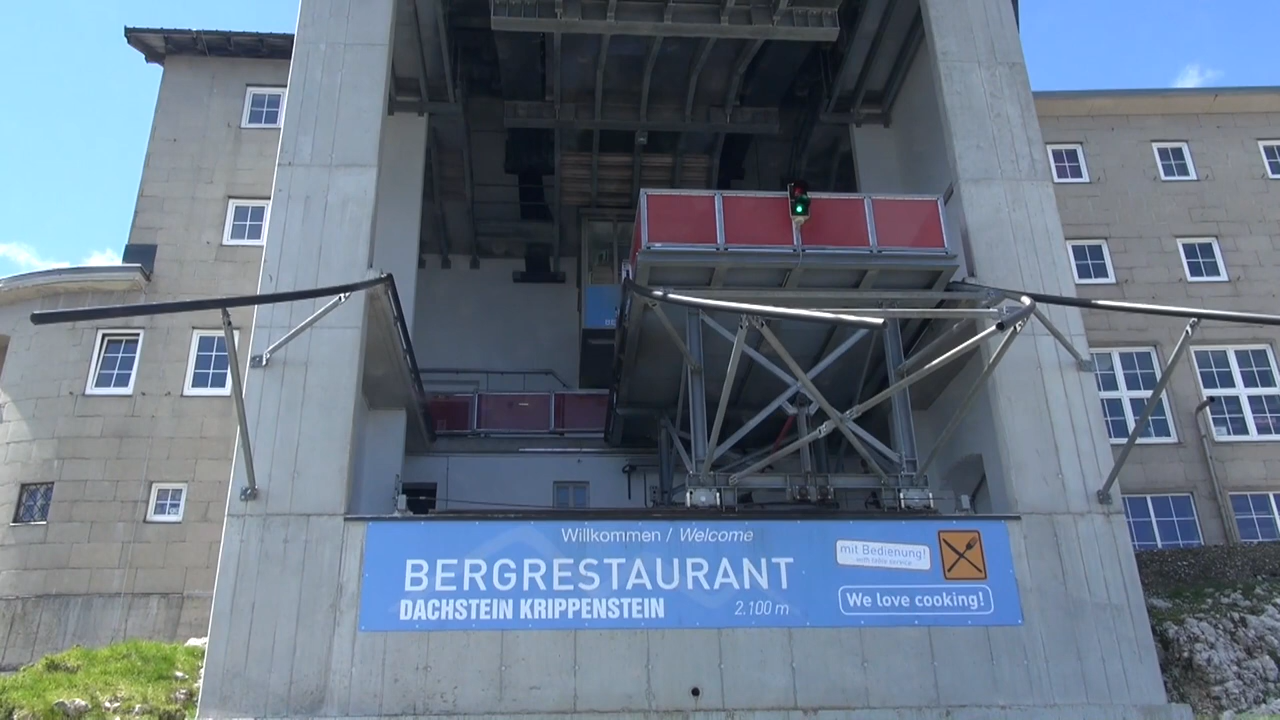 Willkommen / Welcome
BERGRESTAURANT
DACHSTEIN KRIPPENSTEIN
2.100 m
mit Bedienung!
with table service
We love cooking!